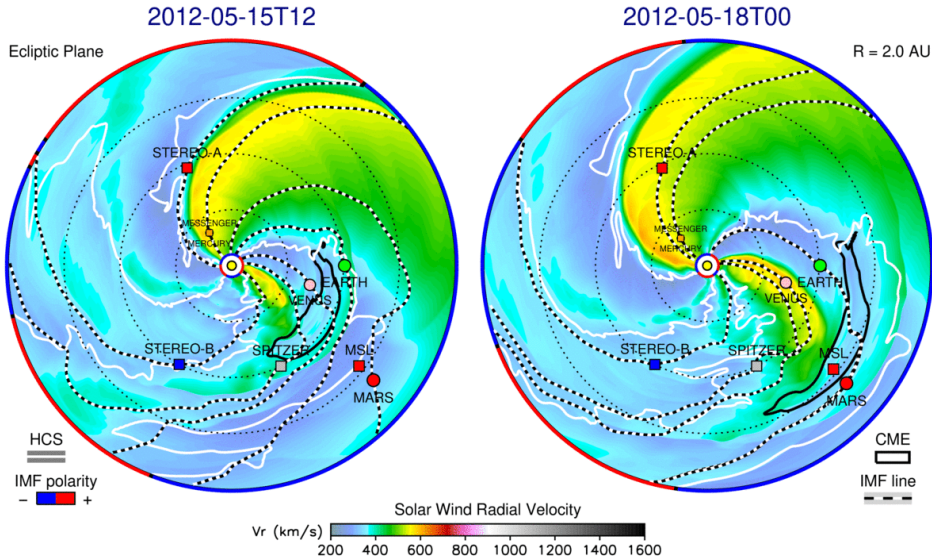 2012-05-15T12
2012-05-18T00
Ecliptic Plane
R = 2.0 AU
STEREO-A
MESSENGER
MERCURY
EARTH
VENUS
STEREO-B
SPITZER
MSL
MARS
STEREO-A
MESSENGER
MERCURY
EARTH
VENUS
STEREO-B
SPITZER
MSL
MARS
HCS
IMF polarity
- +
CME
IMF line
Solar Wind Radial Velocity
Vr (km/s)
200 400 600 800 1000 1200 1400 1600